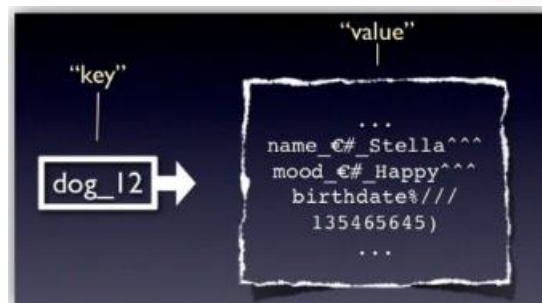 “key”
dog_12
“value”
...
name_€#_Stella^^^
mood_€#_Happy^^^
birthdate%///
135465645)
...